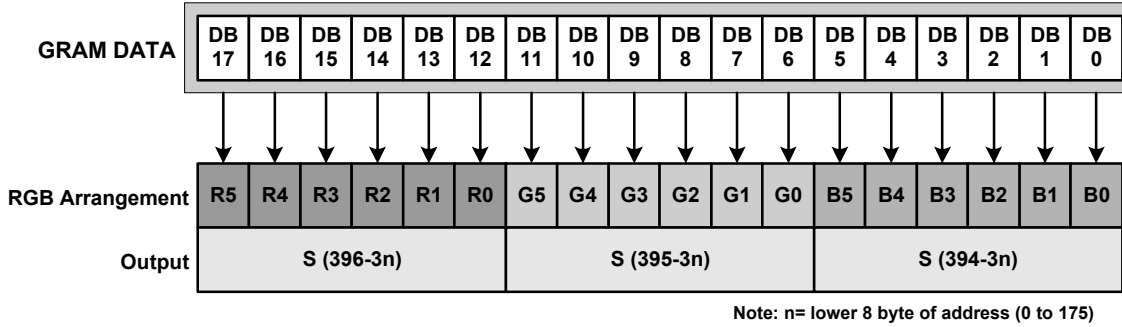 GRAM DATA DB 17 DB 16 DB 15 DB 14 DB 13 DB 12 DB 11 DB 10 DB 9 DB 8 DB 7 DB 6 DB 5 DB 4 DB 3 DB 2 DB 1 DB 0
RGB Arrangement R5 R4 R3 R2 R1 R0 G5 G4 G3 G2 G1 G0 B5 B4 B3 B2 B1 B0
Output S (396-3n) S (395-3n) S (394-3n)
Note: n= lower 8 byte of address (0 to 175)